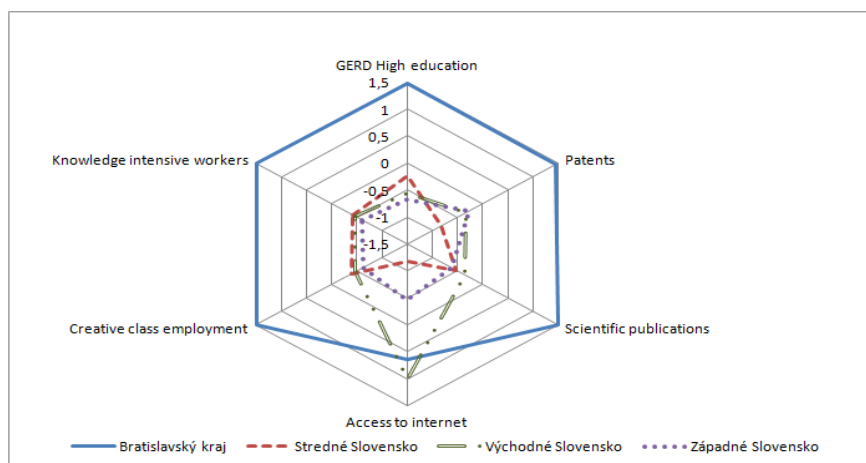 GERD High education
1,5
1
0,5
0
-0,5
-1
-1,5
Knowledge intensive workers
Patents
Creative class employment
Scientific publications
Access to internet
Bratislavský kraj
Stredné Slovensko
Východné Slovensko
Západné Slovensko